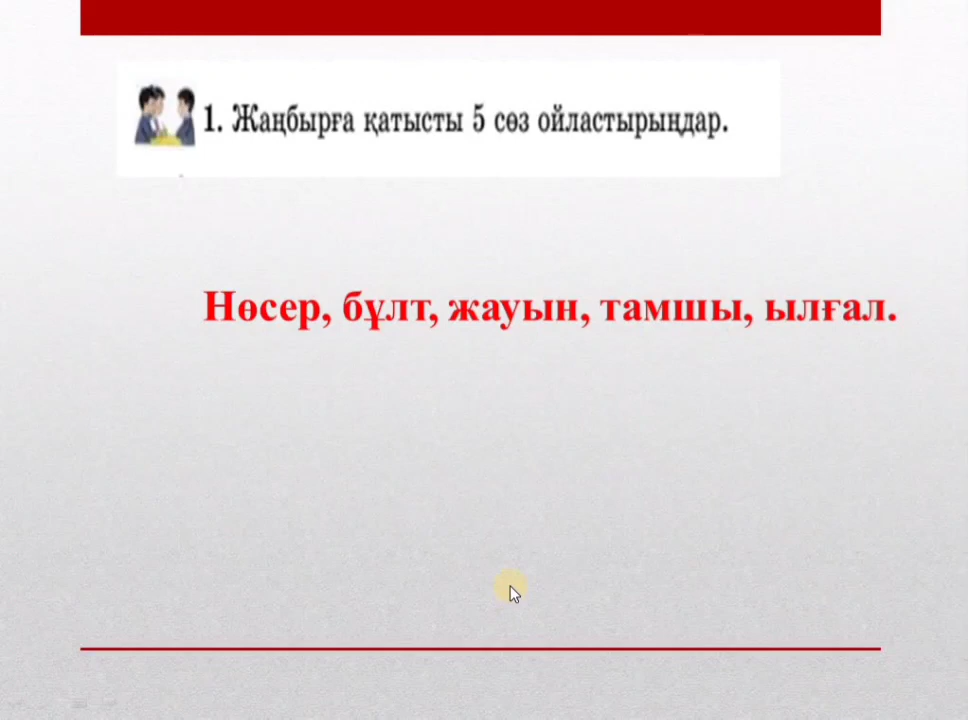 1. Жаңбырға қатысты 5 сөз ойластырыңдар.
Нөсер, бұлт, жауын, тамшы, ылғал.